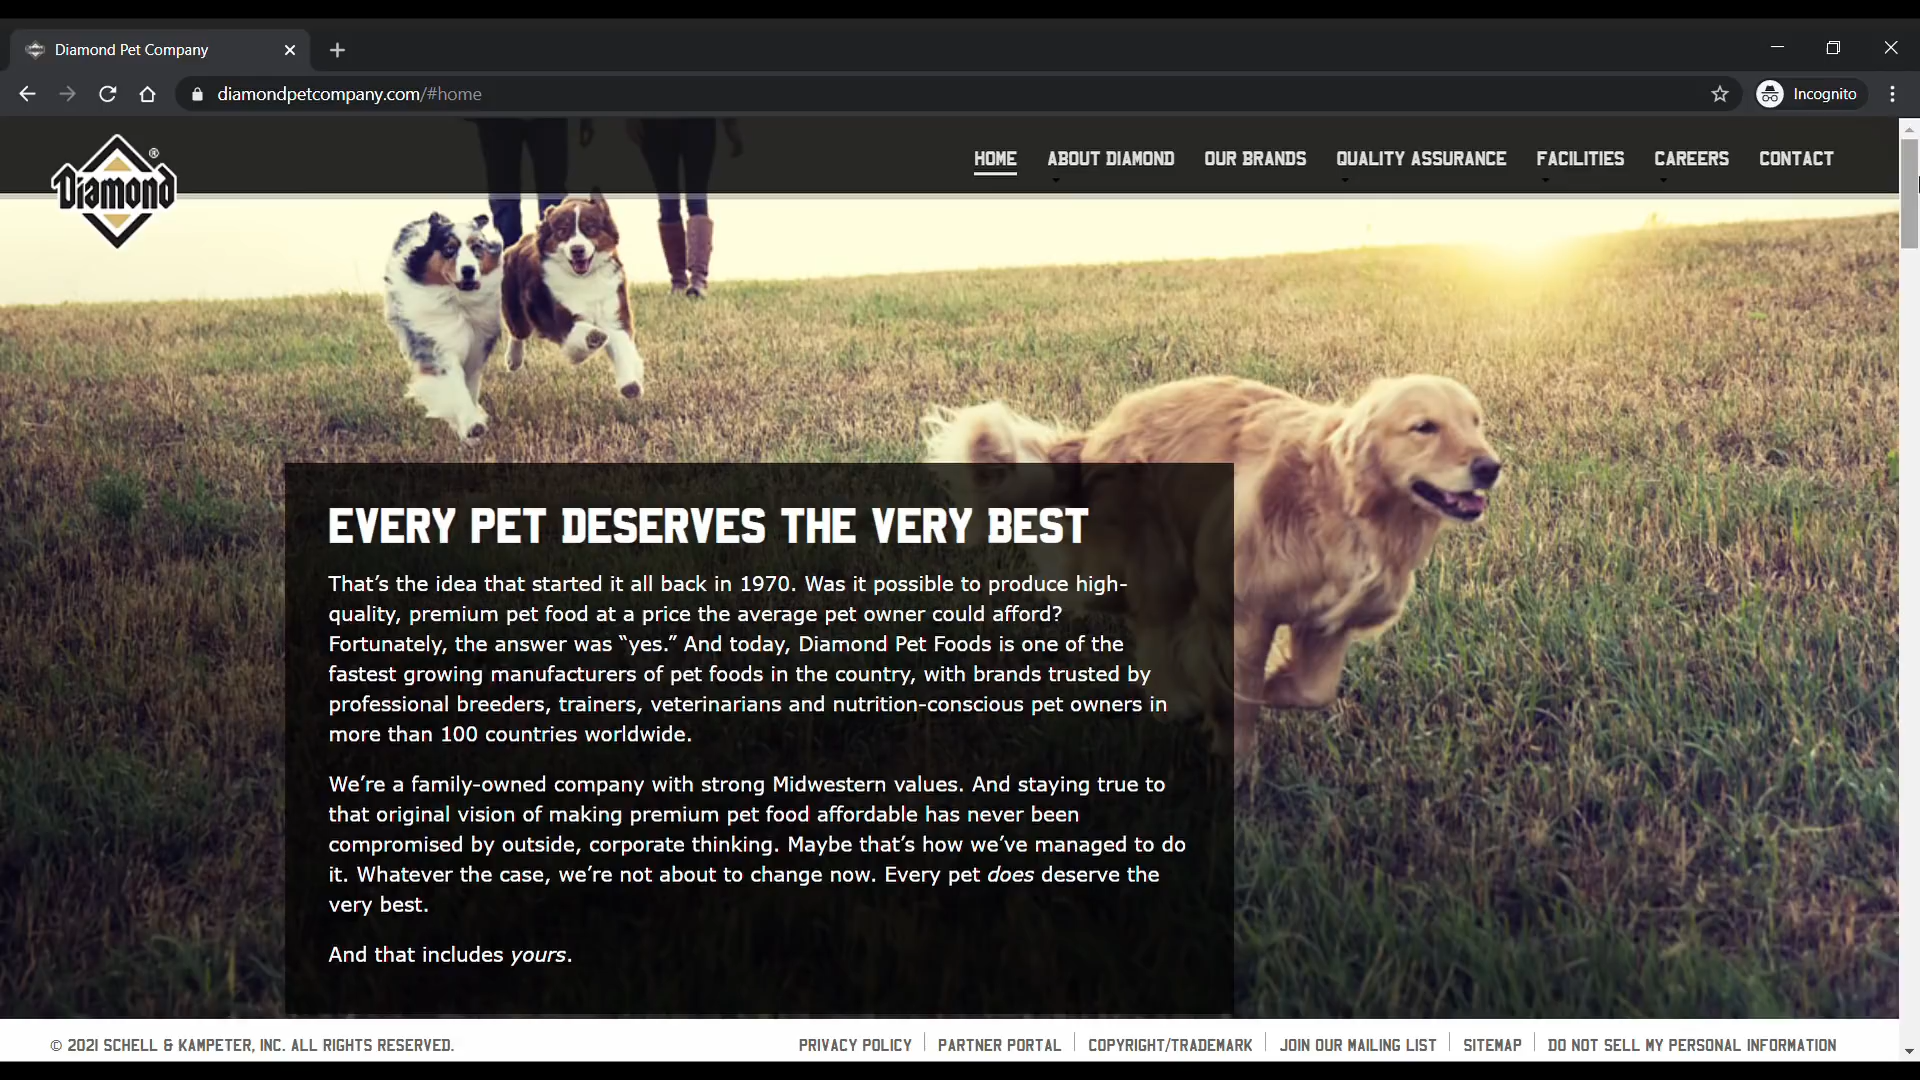 Diamond Pet Company
diamondpetcompany.com/#home
Incognito
Diamond®
HOME
ABOUT DIAMOND
OUR BRANDS
QUALITY ASSURANCE
FACILITIES
CAREERS
CONTACT
EVERY PET DESERVES THE VERY BEST
That’s the idea that started it all back in 1970. Was it possible to produce high-
quality, premium pet food at a price the average pet owner could afford?
Fortunately, the answer was “yes.” And today, Diamond Pet Foods is one of the
fastest growing manufacturers of pet foods in the country, with brands trusted by
professional breeders, trainers, veterinarians and nutrition-conscious pet owners in
more than 100 countries worldwide.
We’re a family-owned company with strong Midwestern values. And staying true to
that original vision of making premium pet food affordable has never been
compromised by outside, corporate thinking. Maybe that’s how we’ve managed to do
it. Whatever the case, we’re not about to change now. Every pet does deserve the
very best.
And that includes yours.
© 2021 SCHELL & KAMPETER, INC. ALL RIGHTS RESERVED.
PRIVACY POLICY
PARTNER PORTAL
COPYRIGHT/TRADEMARK
JOIN OUR MAILING LIST
SITEMAP
DO NOT SELL MY PERSONAL INFORMATION